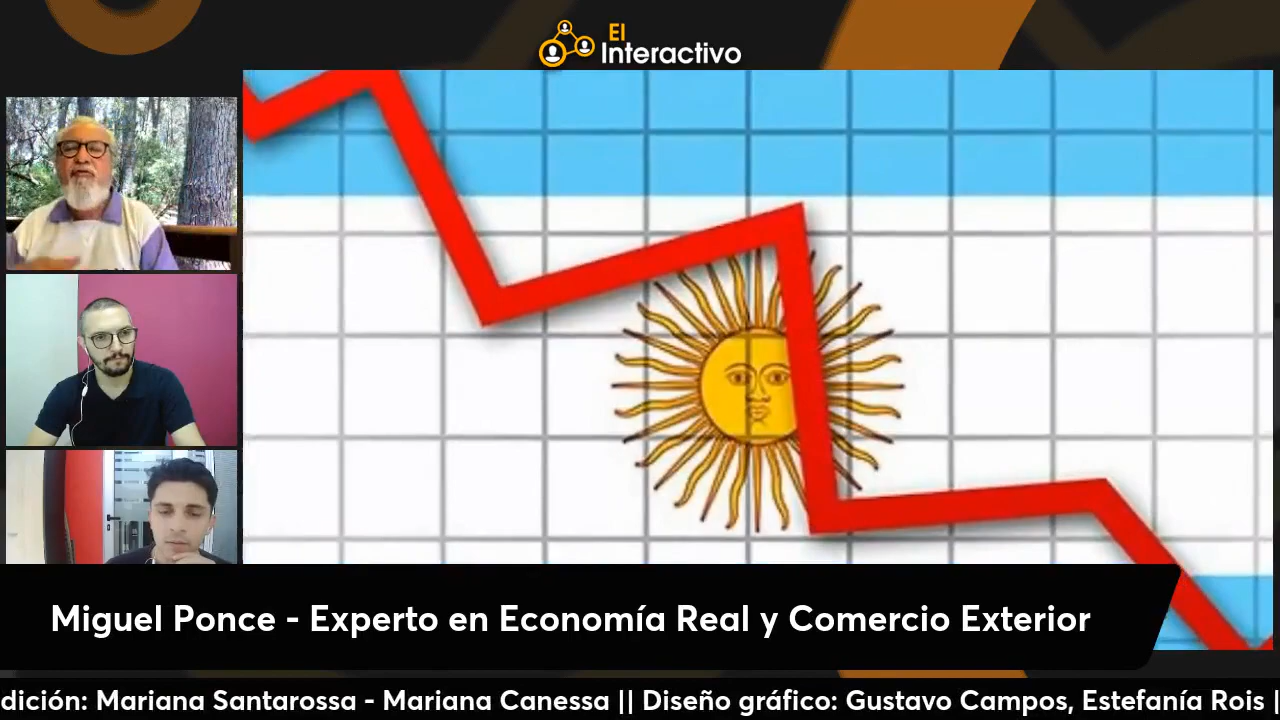 El
Interactivo
Miguel Ponce - Experto en Economía Real y Comercio Exterior
dición: Mariana Santarossa - Mariana Canessa || Diseño gráfico: Gustavo Campos, Estefanía Rois |